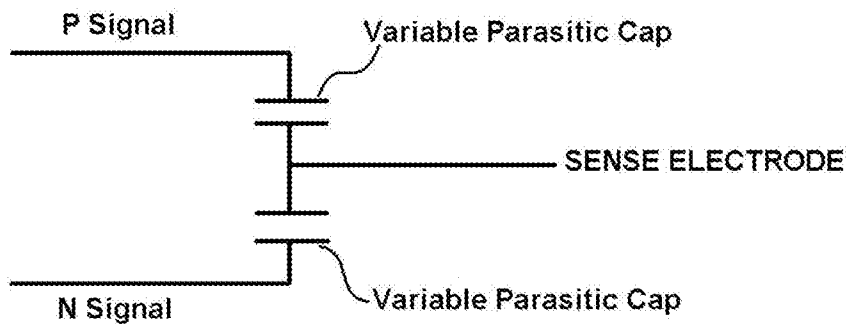 P Signal
Variable Parasitic Cap
SENSE ELECTRODE
Variable Parasitic Cap
N Signal